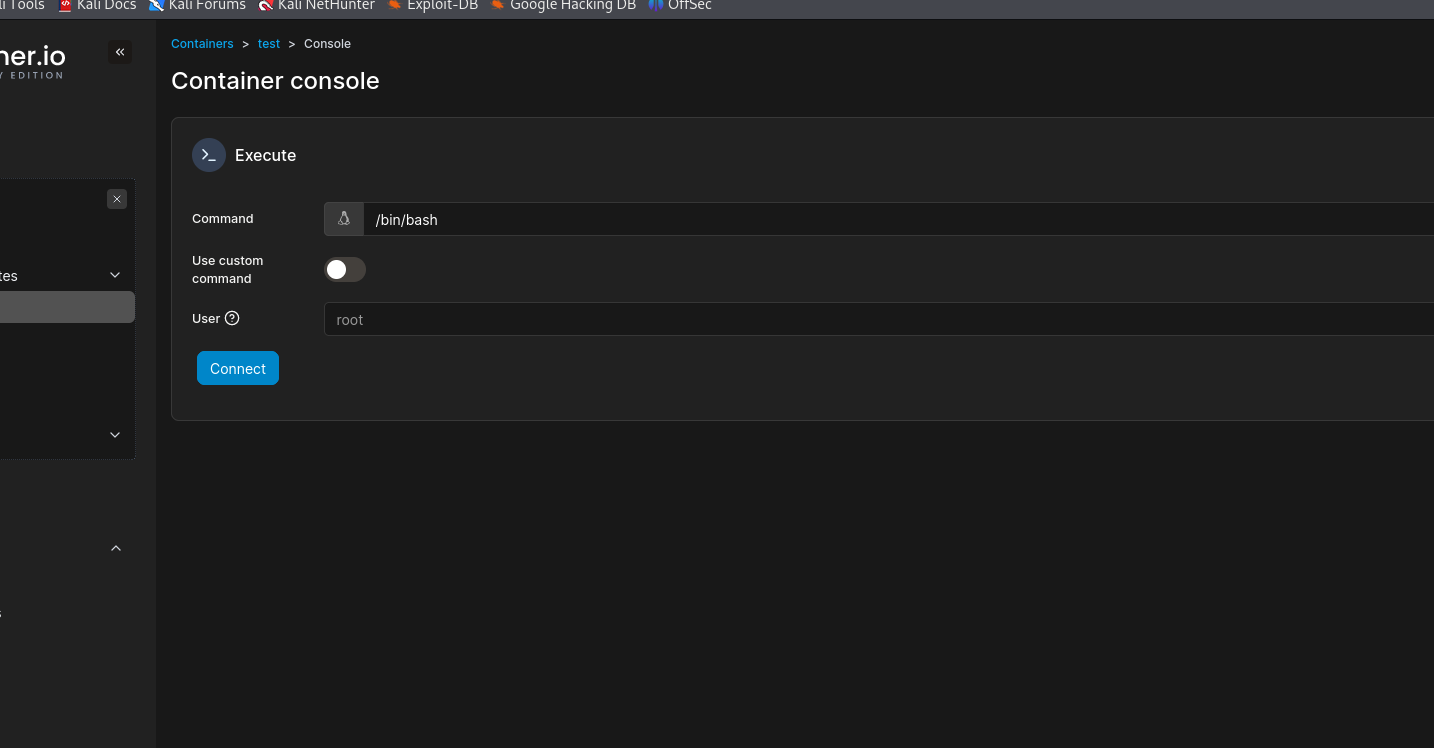 li Tools Kali Docs Kali Forums Kali NetHunter Exploit-DB Google Hacking DB OffSec
ner.io
Y EDITION
«
Containers > test > Console
Container console
>_ Execute
Command /bin/bash
Use custom
command
tes
User ? root
Connect
s